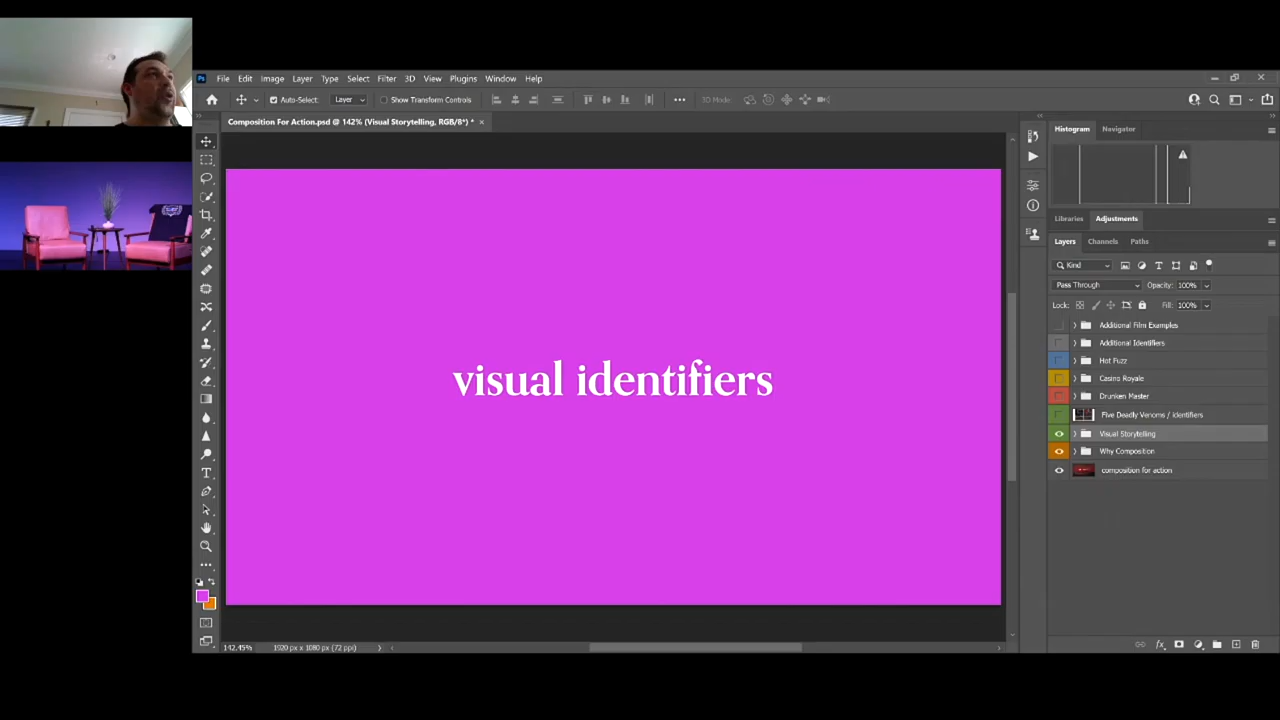 Ps File Edit Image Layer Type Select Filter 3D View Plugins Window Help
Auto-Select: Layer Show Transform Controls 3D Mode:
Composition For Action.psd @ 142% (Visual Storytelling, RGB/8*) *
visual identifiers
Histogram Navigator
Libraries Adjustments
Layers Channels Paths
Kind
Pass Through Opacity: 100%
Lock: Fill: 100%
Additional Film Examples
Additional Identifiers
Hot Fuzz
Casino Royale
Drunken Master
Five Deadly Venoms / Identifiers
Visual Storytelling
Why Composition
composition for action
142.45% 1920 px x 1080 px (72 ppi)